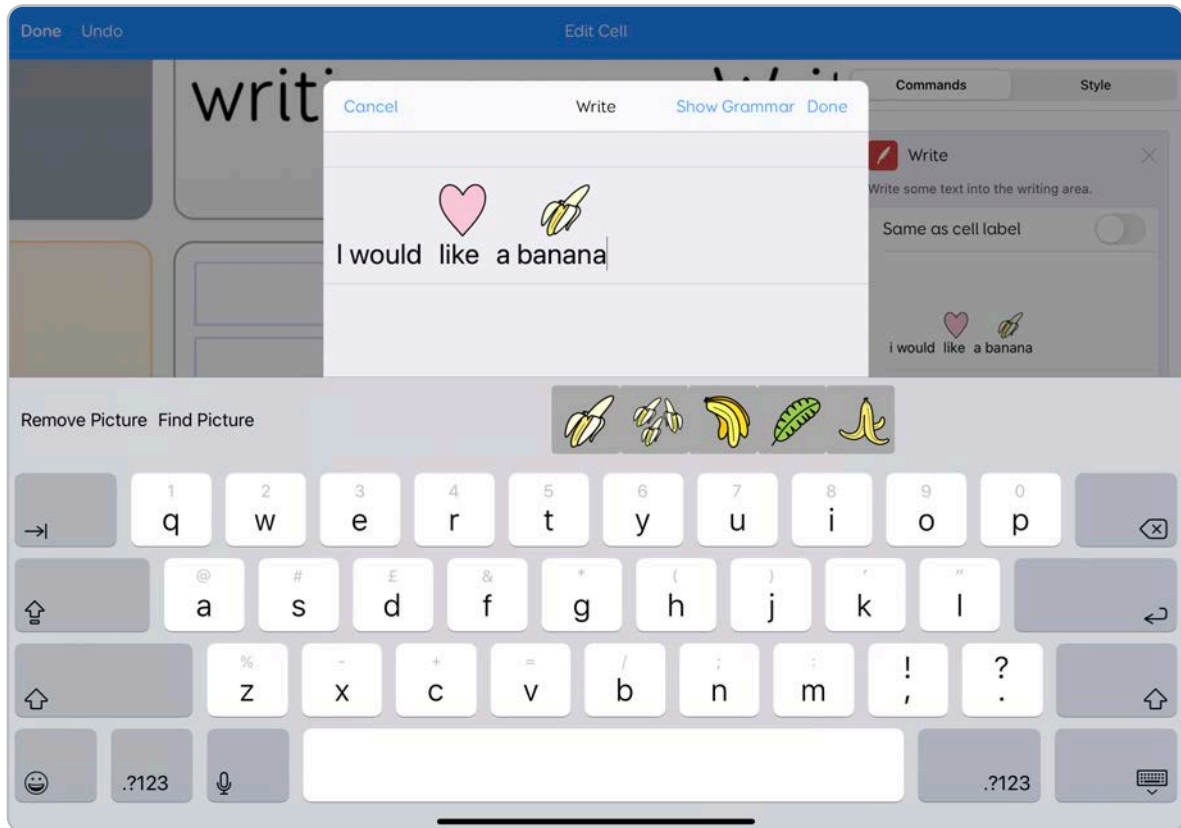 Done Undo Edit Cell
writi Writ
Cancel Write Show Grammar Done
Commands Style
Write
Write some text into the writing area.
Same as cell label
I would like a banana
i would like a banana
Remove Picture Find Picture
1 2 3 4 5 6 7 8 9 0
q w e r t y u i o p
@ # £ & * ( ) ' "
a s d f g h j k l
% - + = / ; : ! ?
z x c v b n m , .
.?123 .?123